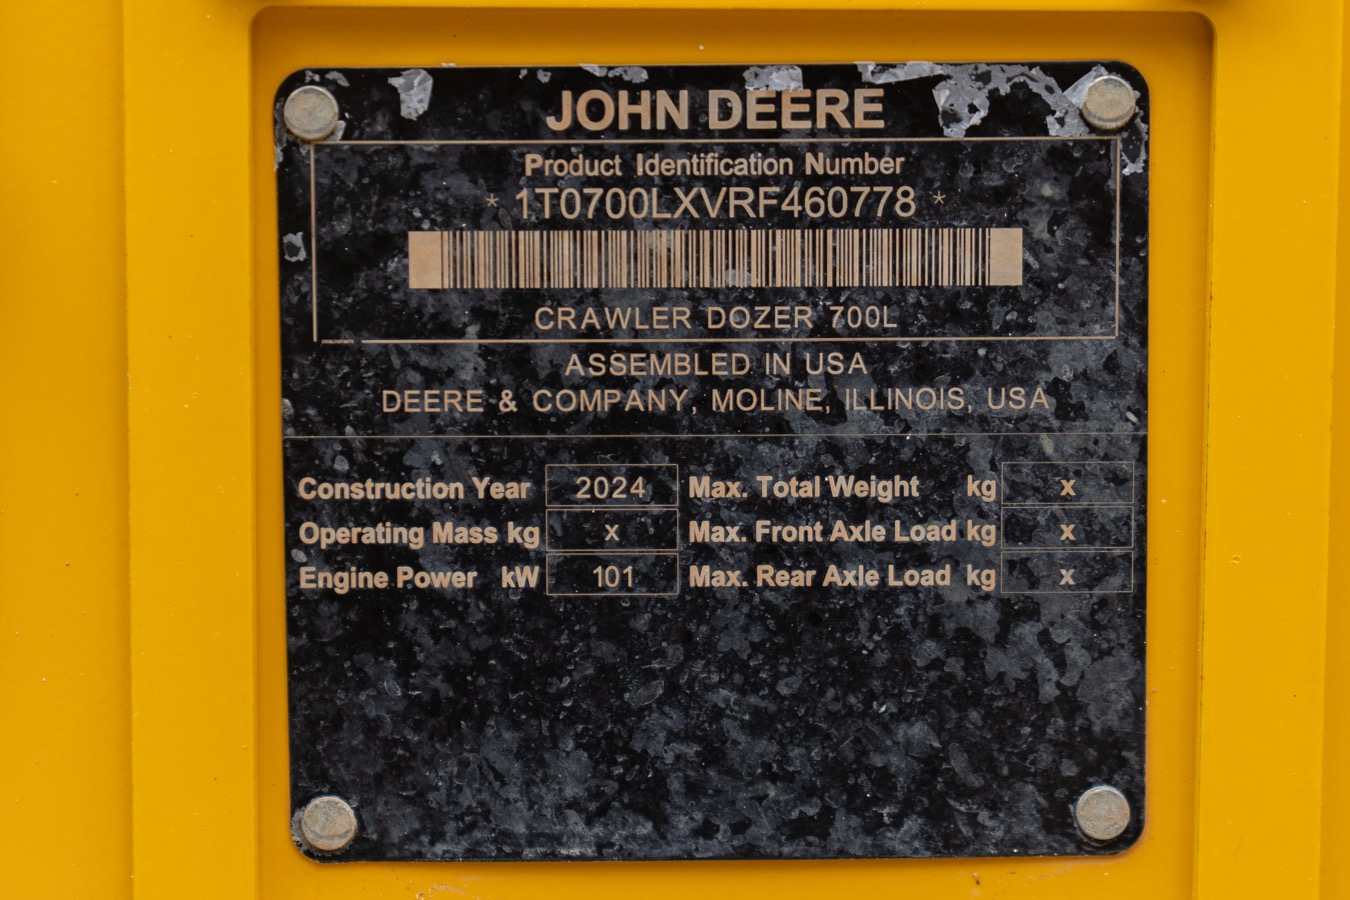 JOHN DEERE
Product Identification Number
* 1T0700LXVRF460778 *
CRAWLER DOZER 700L
ASSEMBLED IN USA
DEERE & COMPANY, MOLINE, ILLINOIS, USA
Construction Year 2024 Max. Total Weight kg x
Operating Mass kg x Max. Front Axle Load kg x
Engine Power kW 101 Max. Rear Axle Load kg x